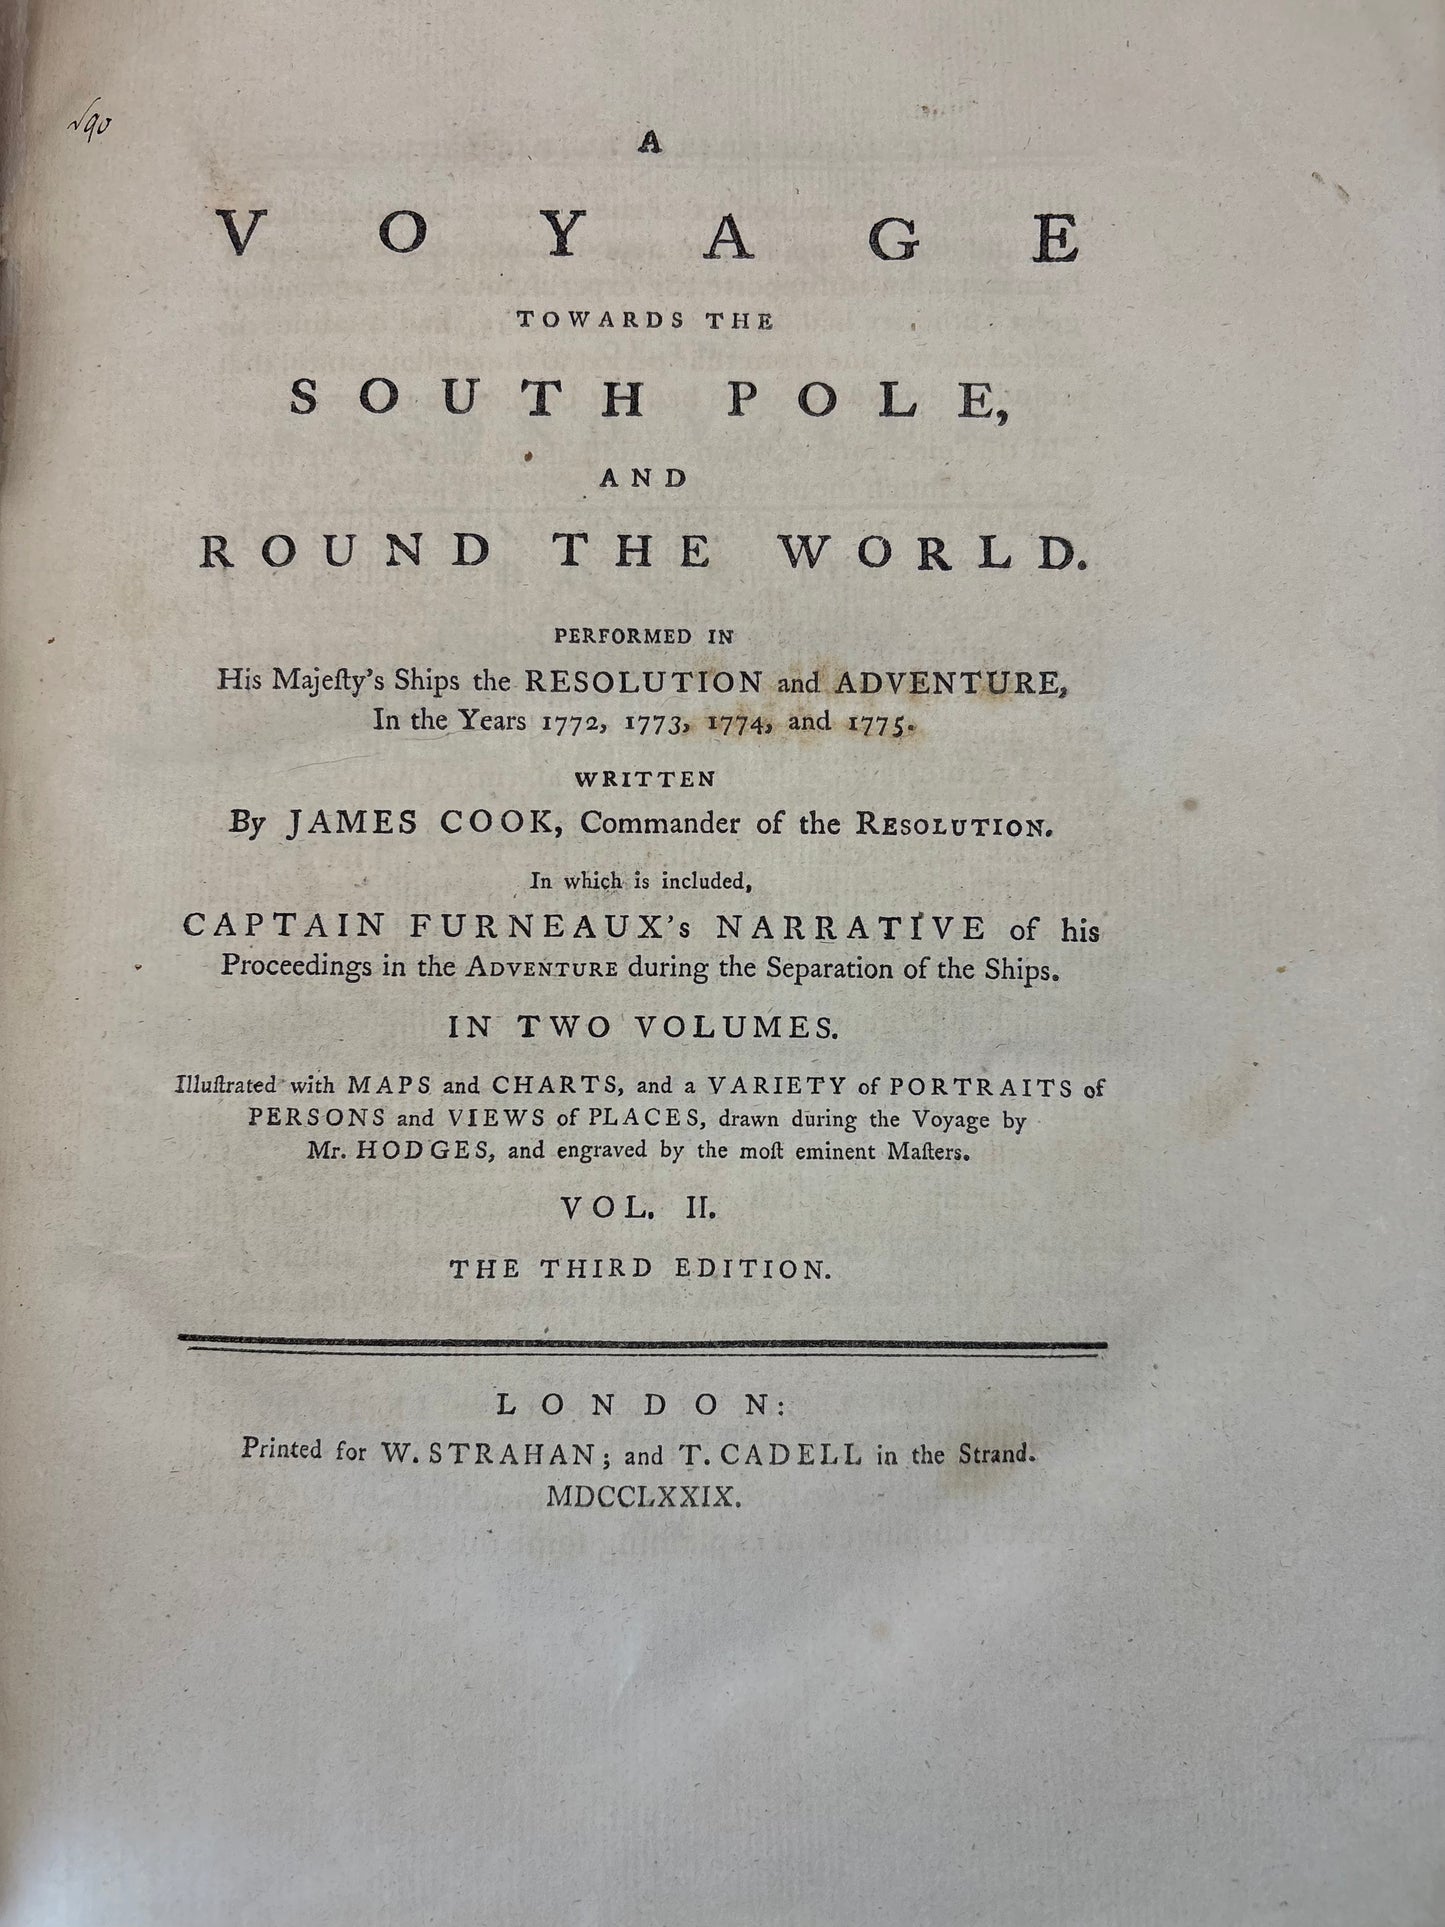 A
VOYAGE
TOWARDS THE
SOUTH POLE,
AND
ROUND THE WORLD.
PERFORMED IN
His Majeſty's Ships the RESOLUTION and ADVENTURE,
In the Years 1772, 1773, 1774, and 1775.
WRITTEN
By JAMES COOK, Commander of the RESOLUTION.
In which is included,
CAPTAIN FURNEAUX's NARRATIVE of his
Proceedings in the ADVENTURE during the Separation of the Ships.
IN TWO VOLUMES.
Illuſtrated with MAPS and CHARTS, and a VARIETY of PORTRAITS of
PERSONS and VIEWS of PLACES, drawn during the Voyage by
Mr. HODGES, and engraved by the moſt eminent Maſters.
VOL. II.
THE THIRD EDITION.
LONDON:
Printed for W. STRAHAN; and T. CADELL in the Strand.
MDCCLXXIX.